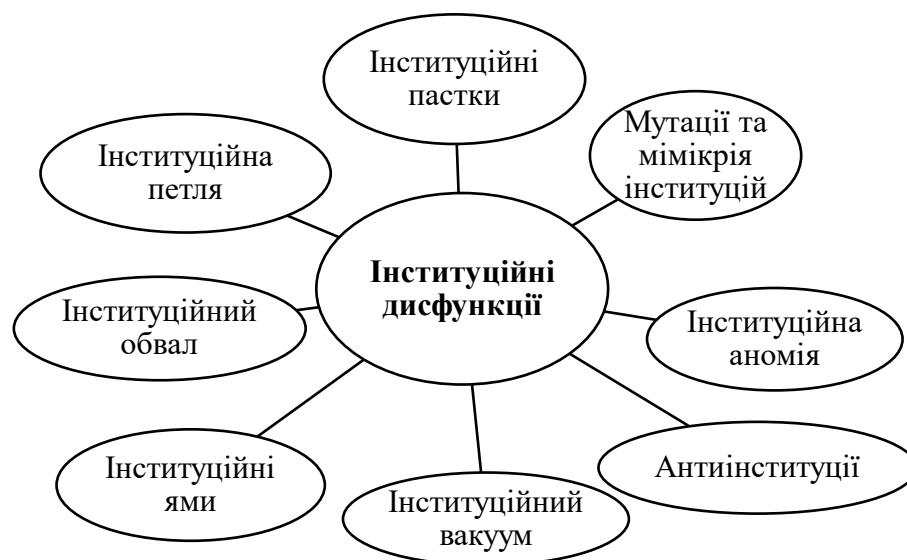 Інституційні
пастки
Мутації та
мімікрія
інституцій
Інституційна
петля
Інституційні
дисфункції
Інституційний
обвал
Інституційна
аномія
Інституційні
ями
Антиінституції
Інституційний
вакуум